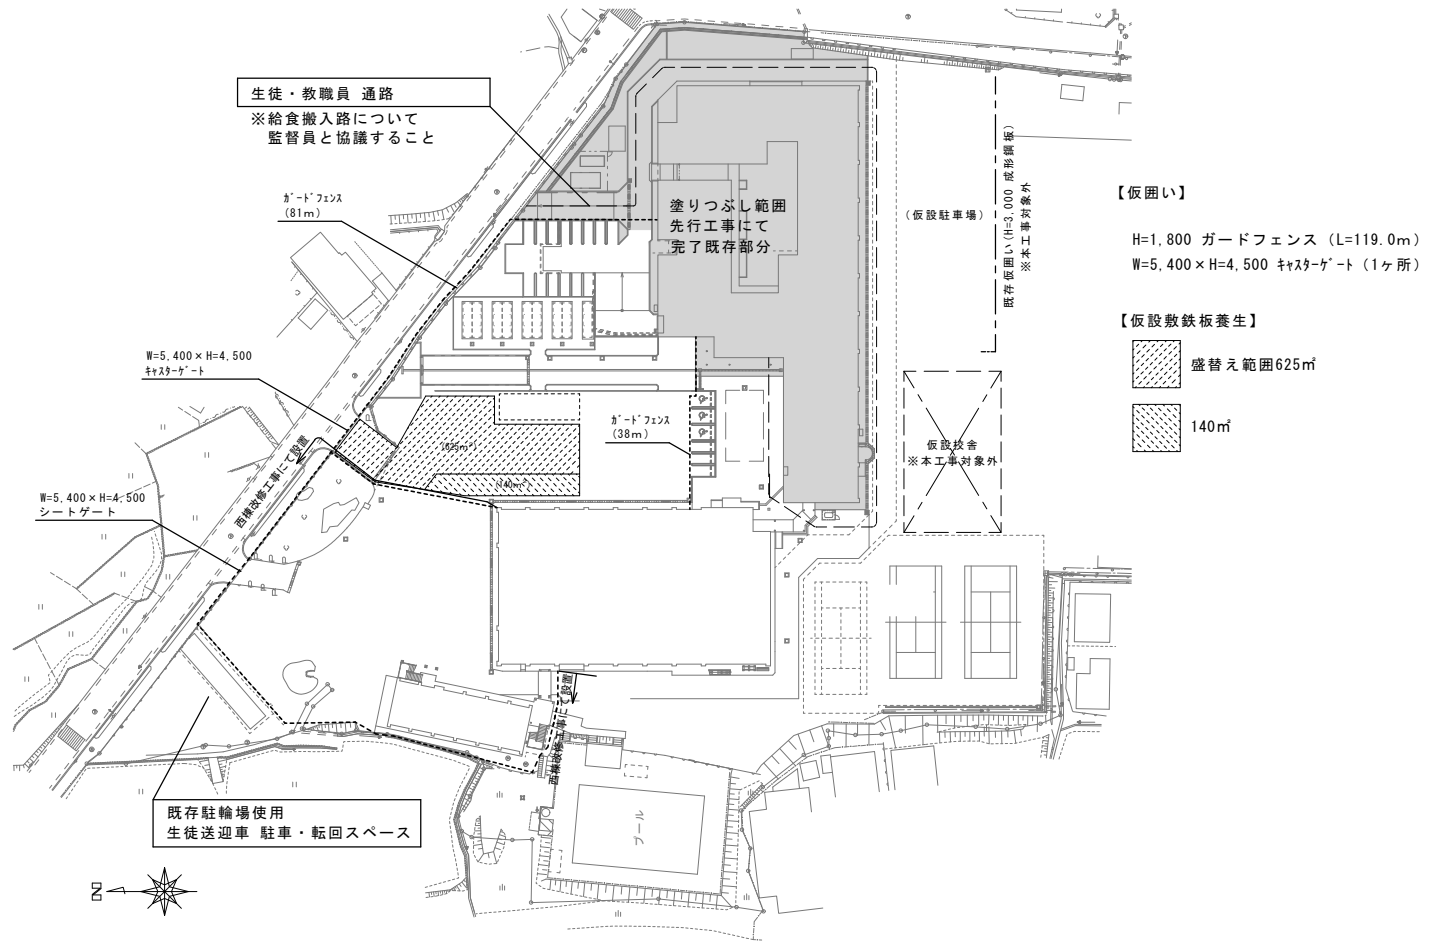 生徒・教職員 通路
※給食搬入路について
監督員と協議すること
ｶﾞｰﾄﾞﾌｪﾝｽ
(81m)
塗りつぶし範囲
先行工事にて
完了既存部分
(仮設駐車場)
既存仮囲い(H=3,000 成形鋼板)
※本工事対象外
【仮囲い】
H=1,800 ガードフェンス (L=119.0m)
W=5,400×H=4,500 ｷｬｽﾀｰｹﾞｰﾄ (1ヶ所)
【仮設敷鉄板養生】
盛替え範囲625㎡
140㎡
W=5,400×H=4,500
ｷｬｽﾀｰｹﾞｰﾄ
ｶﾞｰﾄﾞﾌｪﾝｽ
(38m)
(625m²)
(140m²)
仮設校舎
※本工事対象外
西棟改修工事にて設置
W=5,400×H=4,500
シートゲート
西棟改修工事にて設置
既存駐輪場使用
生徒送迎車 駐車・転回スペース
プール
N